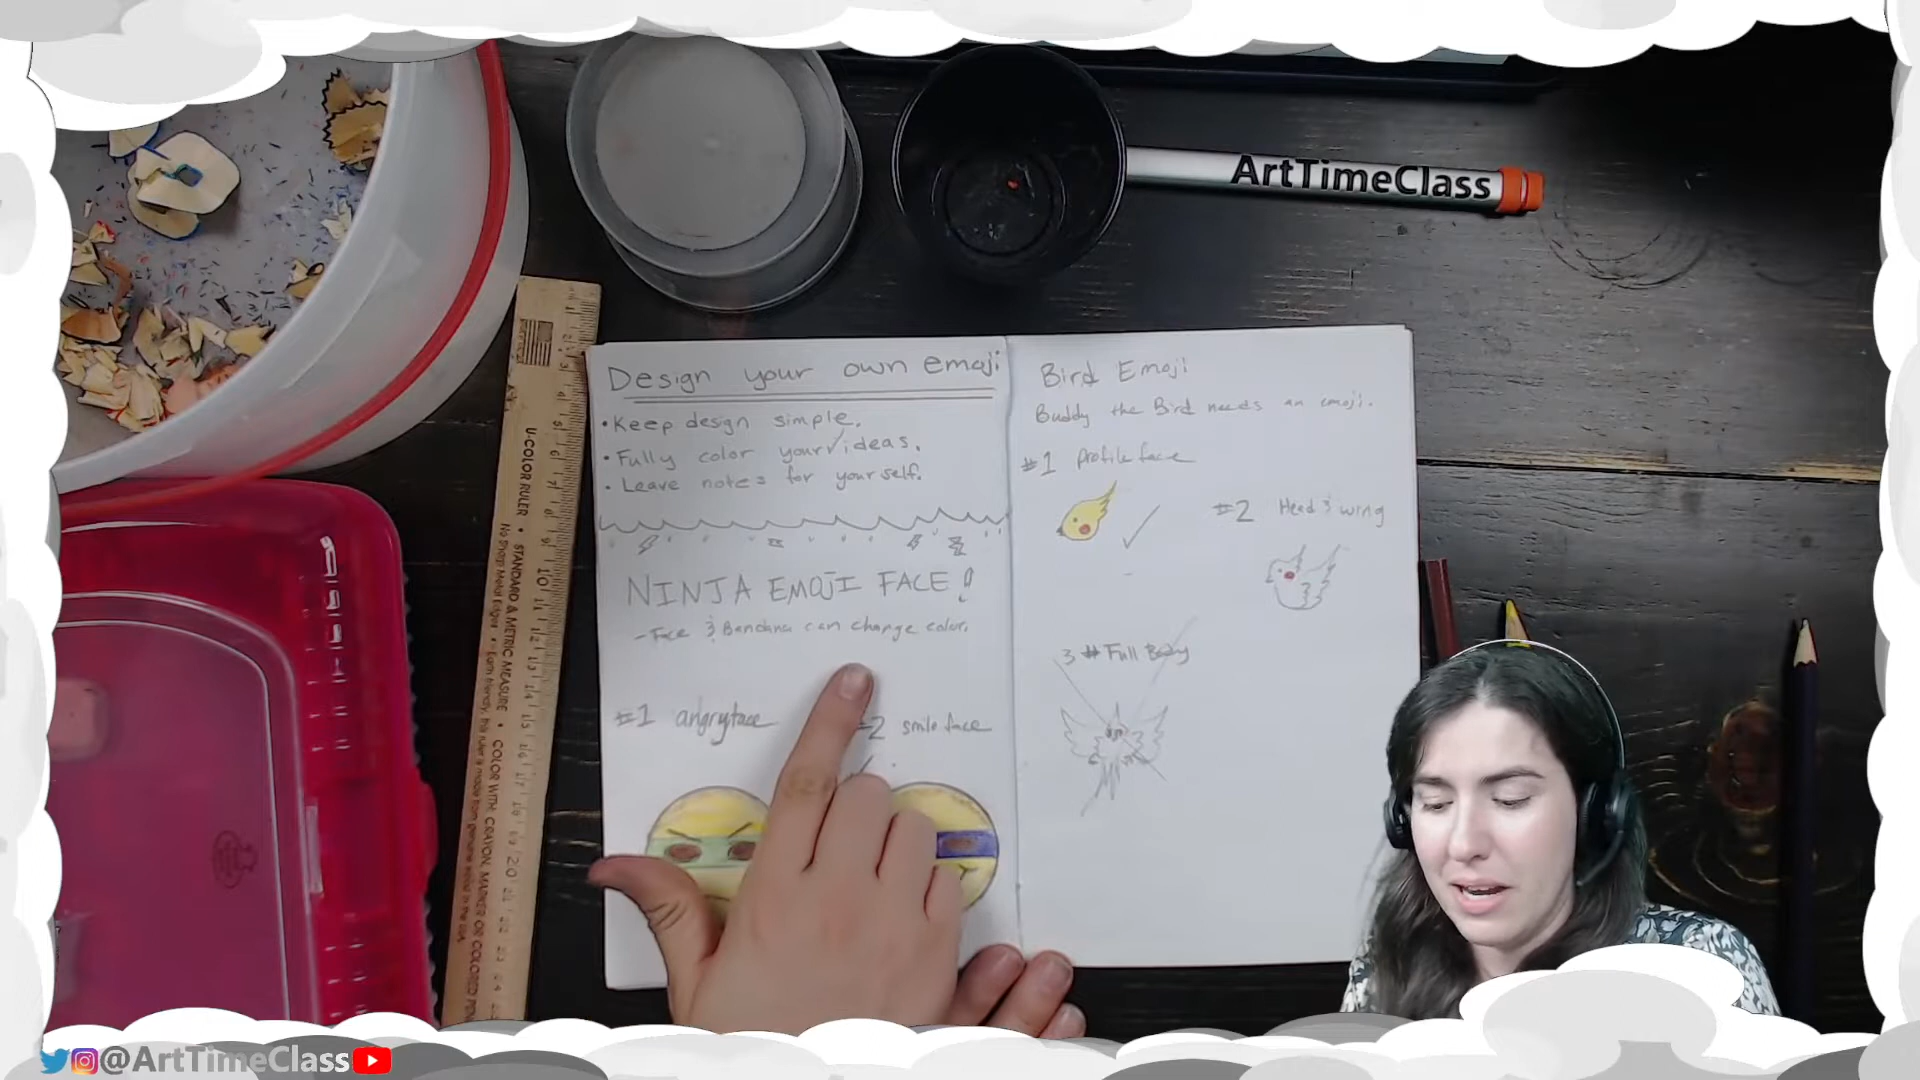 ArtTimeClass
Design your own emoji
• Keep design simple.
• Fully color your ideas.
• Leave notes for yourself.
NINJA EMOJI FACE!
- Face & Bandana can change color.
#1 angry face
2 smile face
Bird Emoji
Buddy the Bird needs an emoji.
#1 Profile face
#2 Head & wing
3 # Full Body
U-COLOR RULER • STANDARD & METRIC MEASURE • COLOR WITH CRAYON, MARKER OR COLORED PEN
@ArtTimeClass